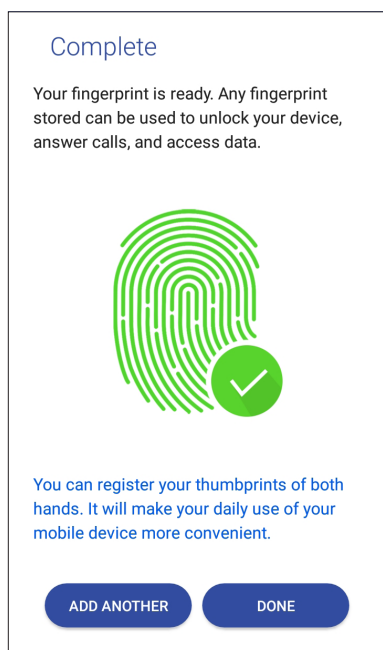 Complete
Your fingerprint is ready. Any fingerprint
stored can be used to unlock your device,
answer calls, and access data.
You can register your thumbprints of both
hands. It will make your daily use of your
mobile device more convenient.
ADD ANOTHER DONE